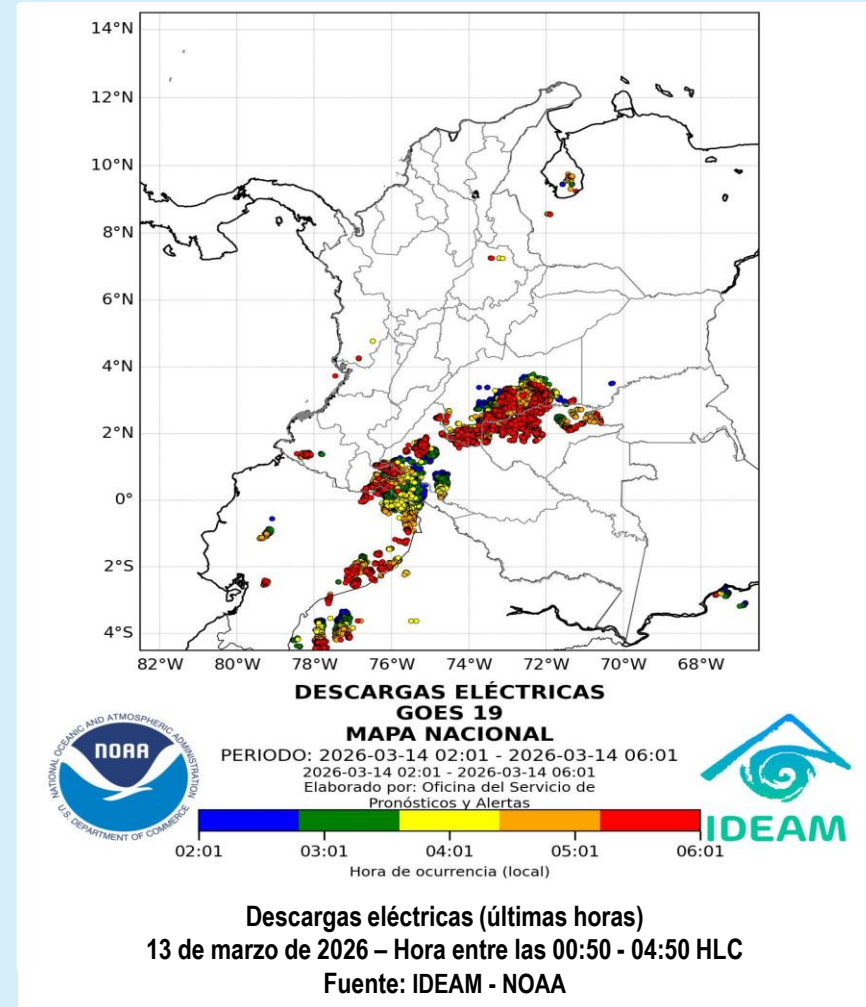 14°N
12°N
10°N
8°N
6°N
4°N
2°N
0°
2°S
4°S
82°W 80°W 78°W 76°W 74°W 72°W 70°W 68°W
DESCARGAS ELÉCTRICAS
GOES 19
MAPA NACIONAL
PERIODO: 2026-03-14 02:01 - 2026-03-14 06:01
2026-03-14 02:01 - 2026-03-14 06:01
Elaborado por: Oficina del Servicio de
Pronósticos y Alertas
NATIONAL OCEANIC AND ATMOSPHERIC ADMINISTRATION
NOAA
U.S. DEPARTMENT OF COMMERCE
IDEAM
02:01 03:01 04:01 05:01 06:01
Hora de ocurrencia (local)
Descargas eléctricas (últimas horas)
13 de marzo de 2026 – Hora entre las 00:50 - 04:50 HLC
Fuente: IDEAM - NOAA